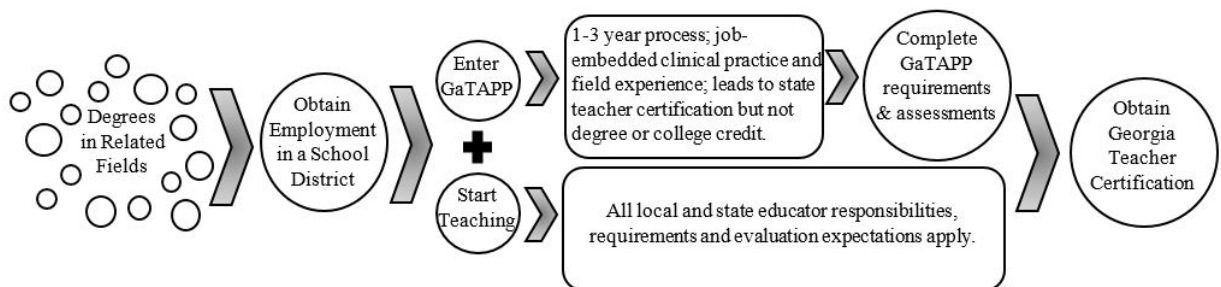 Degrees
in Related
Fields
Obtain
Employment
in a School
District
Enter
GaTAPP
1-3 year process; job-
embedded clinical practice and
field experience; leads to state
teacher certification but not
degree or college credit.
Complete
GaTAPP
requirements
& assessments
Start
Teaching
All local and state educator responsibilities,
requirements and evaluation expectations apply.
Obtain
Georgia
Teacher
Certification